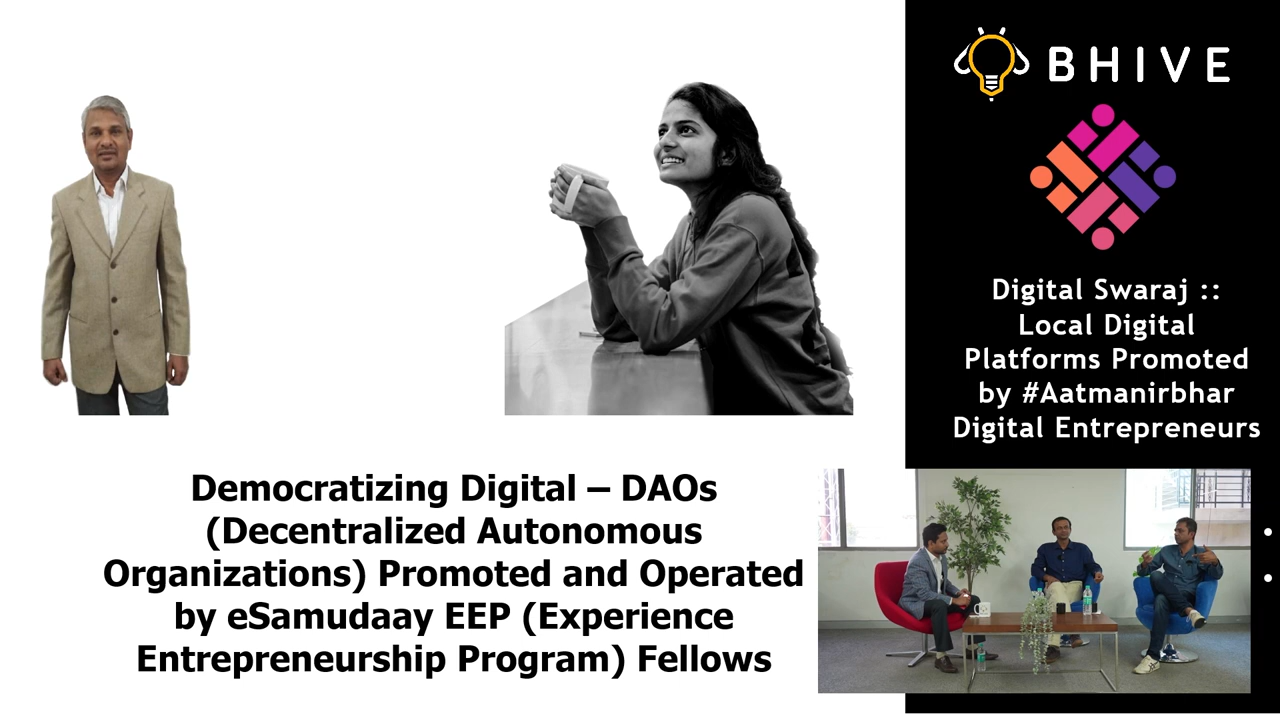 BHIVE
Digital Swaraj ::
Local Digital
Platforms Promoted
by #Aatmanirbhar
Digital Entrepreneurs
Democratizing Digital – DAOs
(Decentralized Autonomous
Organizations) Promoted and Operated
by eSamudaay EEP (Experience
Entrepreneurship Program) Fellows